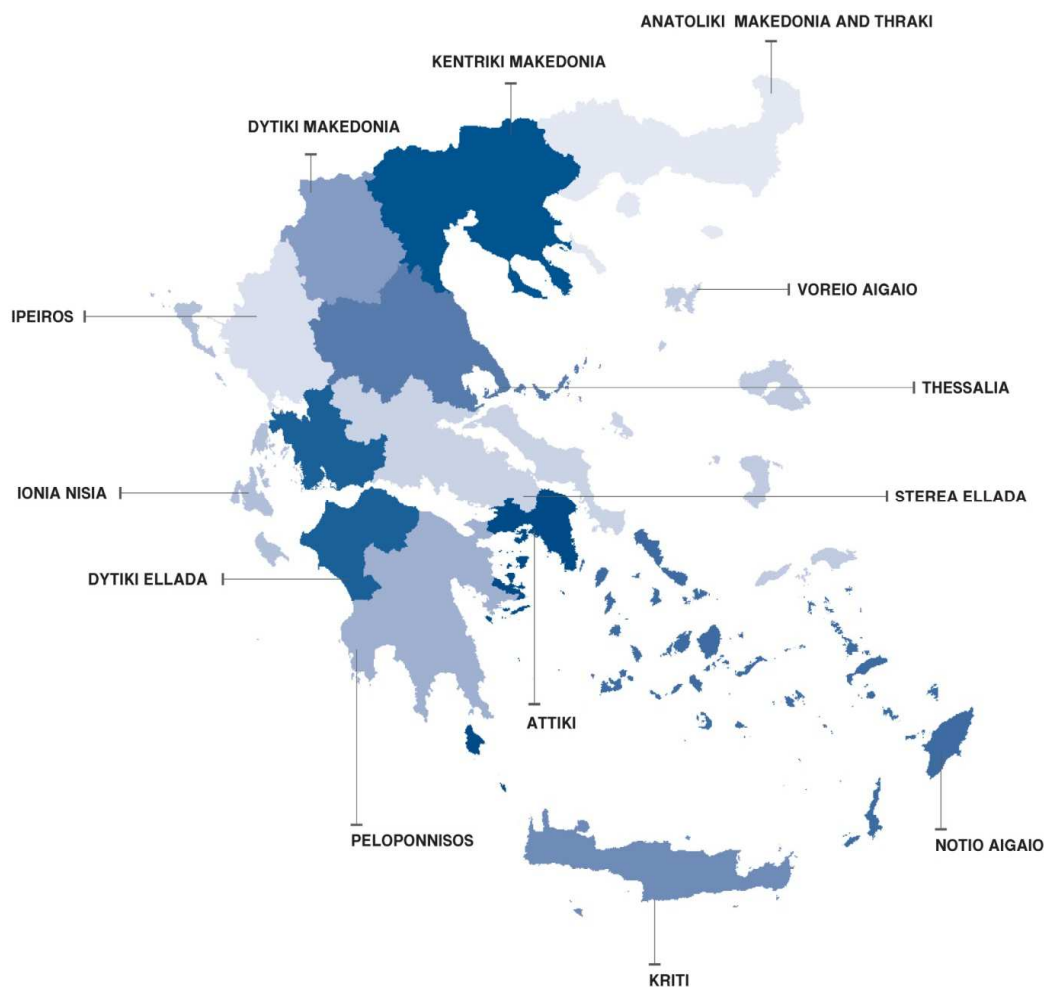 ANATOLIKI MAKEDONIA AND THRAKI
KENTRIKI MAKEDONIA
DYTIKI MAKEDONIA
VOREIO AIGAIO
IPEIROS
THESSALIA
IONIA NISIA
STEREA ELLADA
DYTIKI ELLADA
ATTIKI
PELOPONNISOS
NOTIO AIGAIO
KRITI